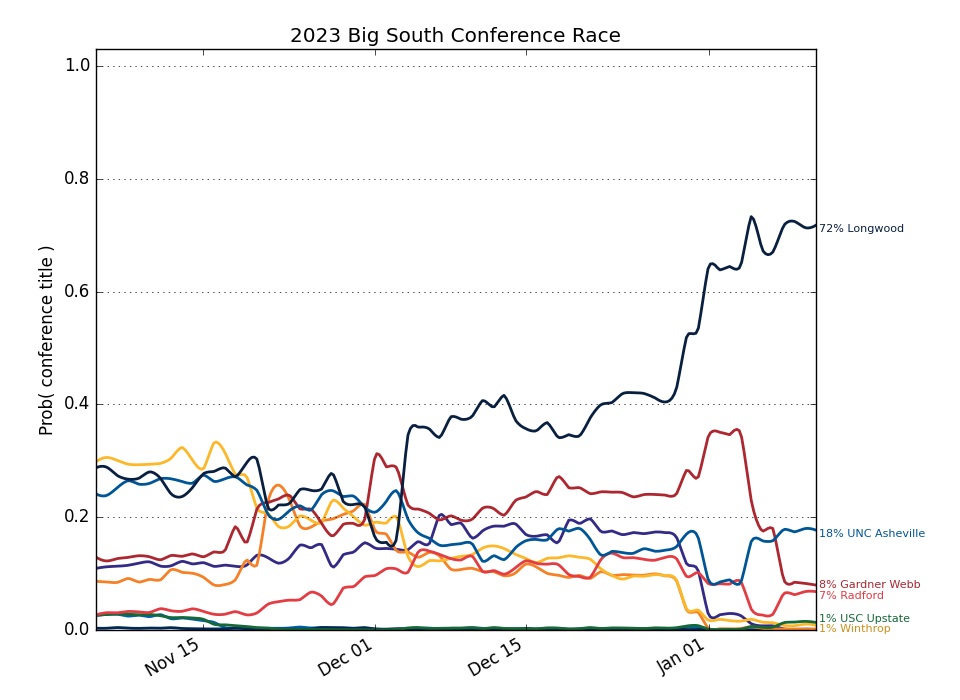 2023 Big South Conference Race
Prob( conference title )
1.0
0.8
0.6
0.4
0.2
0.0
Nov 15
Dec 01
Dec 15
Jan 01
72% Longwood
18% UNC Asheville
8% Gardner Webb
7% Radford
1% USC Upstate
1% Winthrop